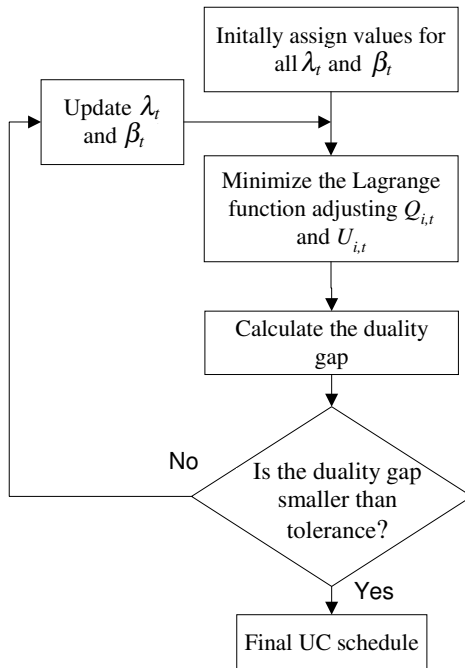 Initally assign values for
all λt and βt
Update λt
and βt
Minimize the Lagrange
function adjusting Qi,t
and Ui,t
Calculate the duality
gap
No
Is the duality gap
smaller than
tolerance?
Yes
Final UC schedule